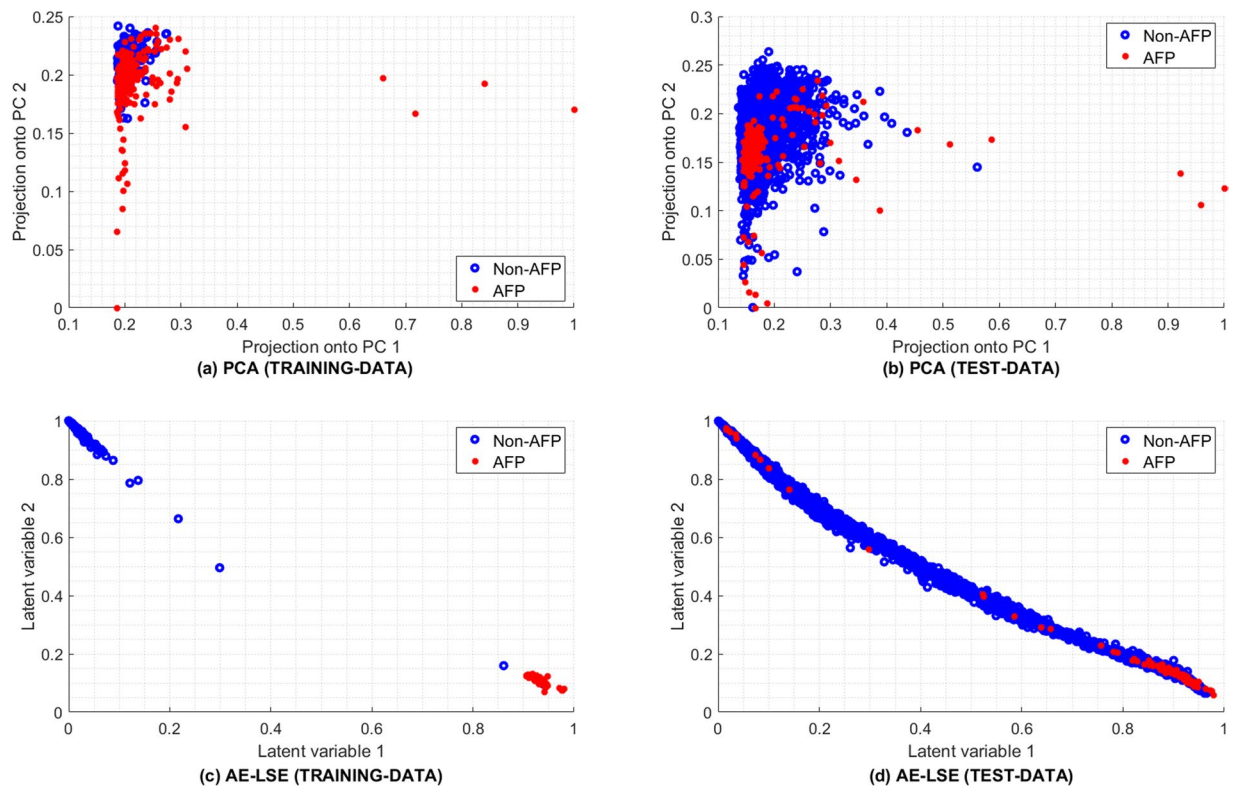 0.25
0.2
0.15
0.1
0.05
0
Projection onto PC 2
Non-AFP
AFP
0.1 0.2 0.3 0.4 0.5 0.6 0.7 0.8 0.9 1
Projection onto PC 1
(a) PCA (TRAINING-DATA)
0.3
0.25
0.2
0.15
0.1
0.05
0
Projection onto PC 2
Non-AFP
AFP
0.1 0.2 0.3 0.4 0.5 0.6 0.7 0.8 0.9 1
Projection onto PC 1
(b) PCA (TEST-DATA)
1
0.8
0.6
0.4
0.2
0
Latent variable 2
Non-AFP
AFP
0 0.2 0.4 0.6 0.8 1
Latent variable 1
(c) AE-LSE (TRAINING-DATA)
1
0.8
0.6
0.4
0.2
0
Latent variable 2
Non-AFP
AFP
0 0.2 0.4 0.6 0.8 1
Latent variable 1
(d) AE-LSE (TEST-DATA)